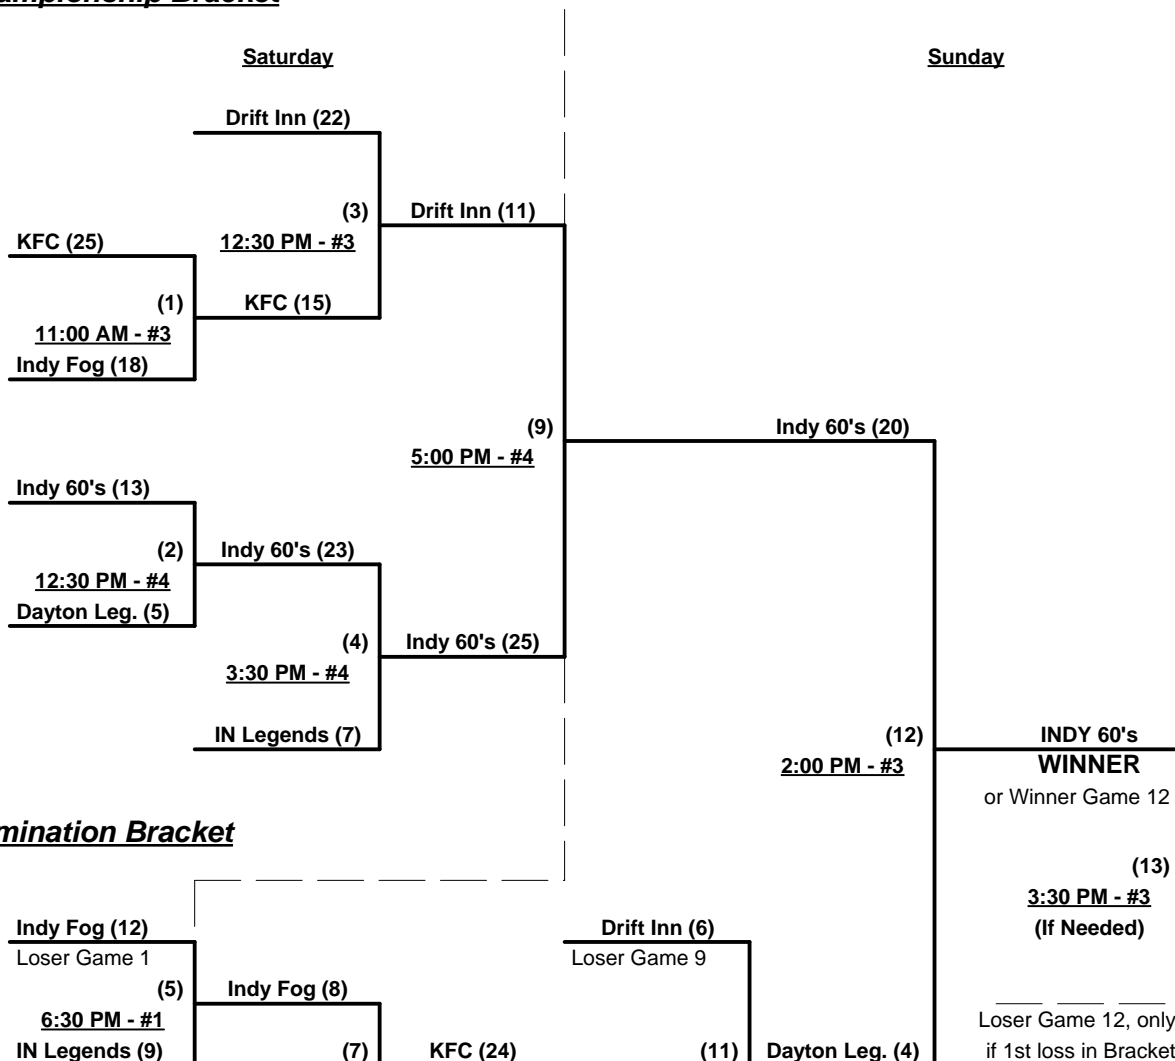 Saturday
Sunday
Drift Inn (22)
(3)
Drift Inn (11)
KFC (25)
12:30 PM - #3
(1)
KFC (15)
11:00 AM - #3
Indy Fog (18)
(9)
Indy 60's (20)
5:00 PM - #4
Indy 60's (13)
(2)
Indy 60's (23)
12:30 PM - #4
Dayton Leg. (5)
(4)
Indy 60's (25)
3:30 PM - #4
IN Legends (7)
(12)
INDY 60's
2:00 PM - #3
WINNER
or Winner Game 12
mination Bracket
(13)
3:30 PM - #3
(If Needed)
Indy Fog (12)
Loser Game 1
Drift Inn (6)
Loser Game 9
(5)
Indy Fog (8)
6:30 PM - #1
IN Legends (9)
(7)
KFC (24)
(11)
Dayton Leg. (4)
Loser Game 12, only
if 1st loss in Bracket